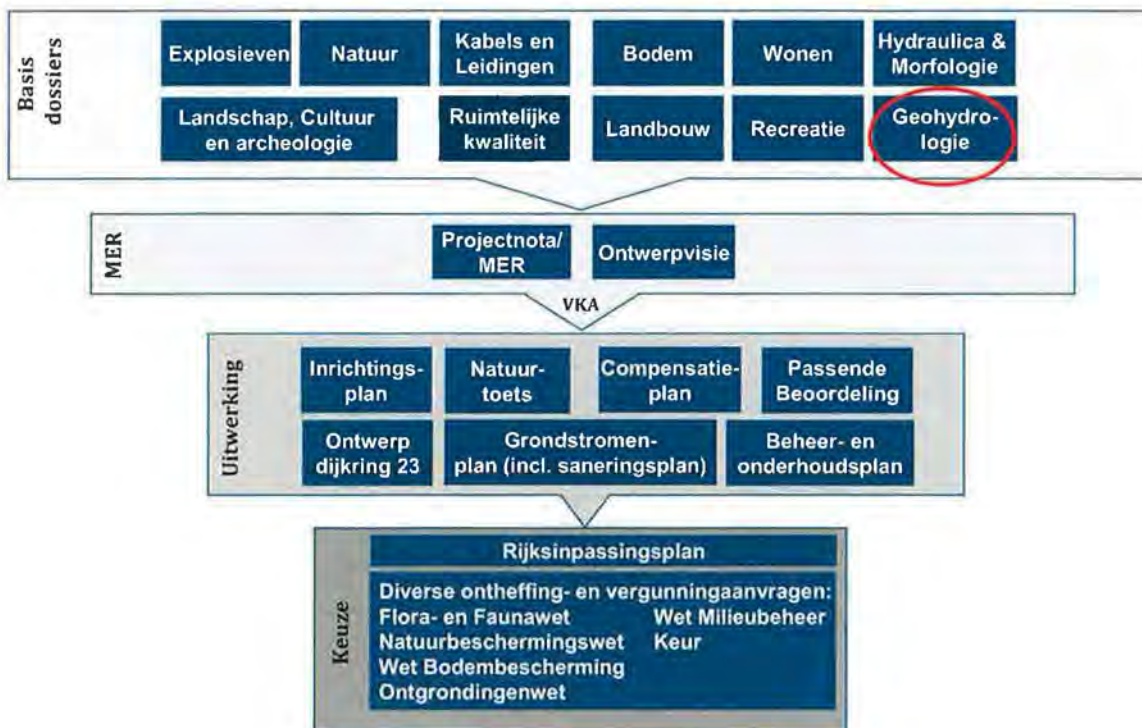 Basis
dossiers
Explosieven
Natuur
Kabels en
Leidingen
Bodem
Wonen
Hydraulica &
Morfologie
Landschap, Cultuur
en archeologie
Ruimtelijke
kwaliteit
Landbouw
Recreatie
Geohydro-
logie
MER
Projectnota/
MER
Ontwerpvisie
VKA
Uitwerking
Inrichtings-
plan
Natuur-
toets
Compensatie-
plan
Passende
Beoordeling
Ontwerp
dijkring 23
Grondstromen-
plan (incl. saneringsplan)
Beheer- en
onderhoudsplan
Keuze
Rijksinpassingsplan
Diverse ontheffing- en vergunningaanvragen:
Flora- en Faunawet Wet Milieubeheer
Natuurbeschermingswet Keur
Wet Bodembescherming
Ontgrondingenwet